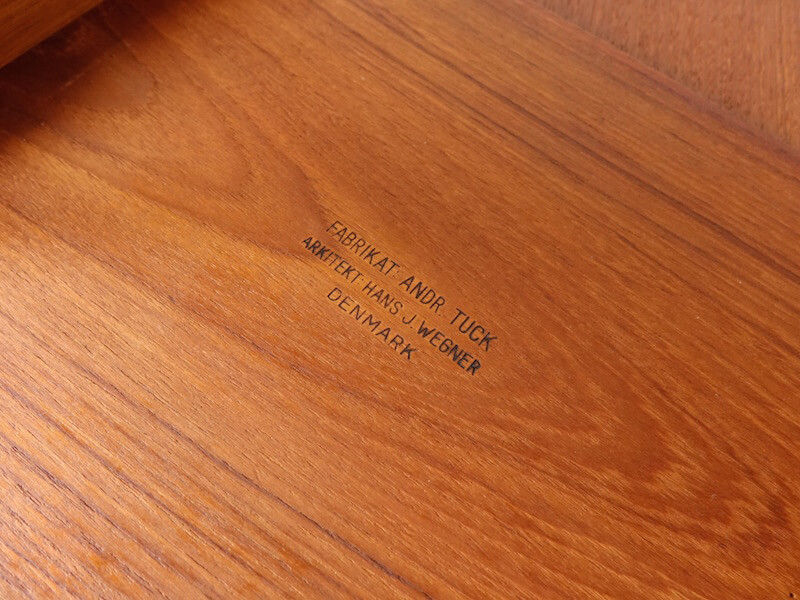 FABRIKAT: ANDR. TUCK
ARKITEKT: HANS J. WEGNER
DENMARK